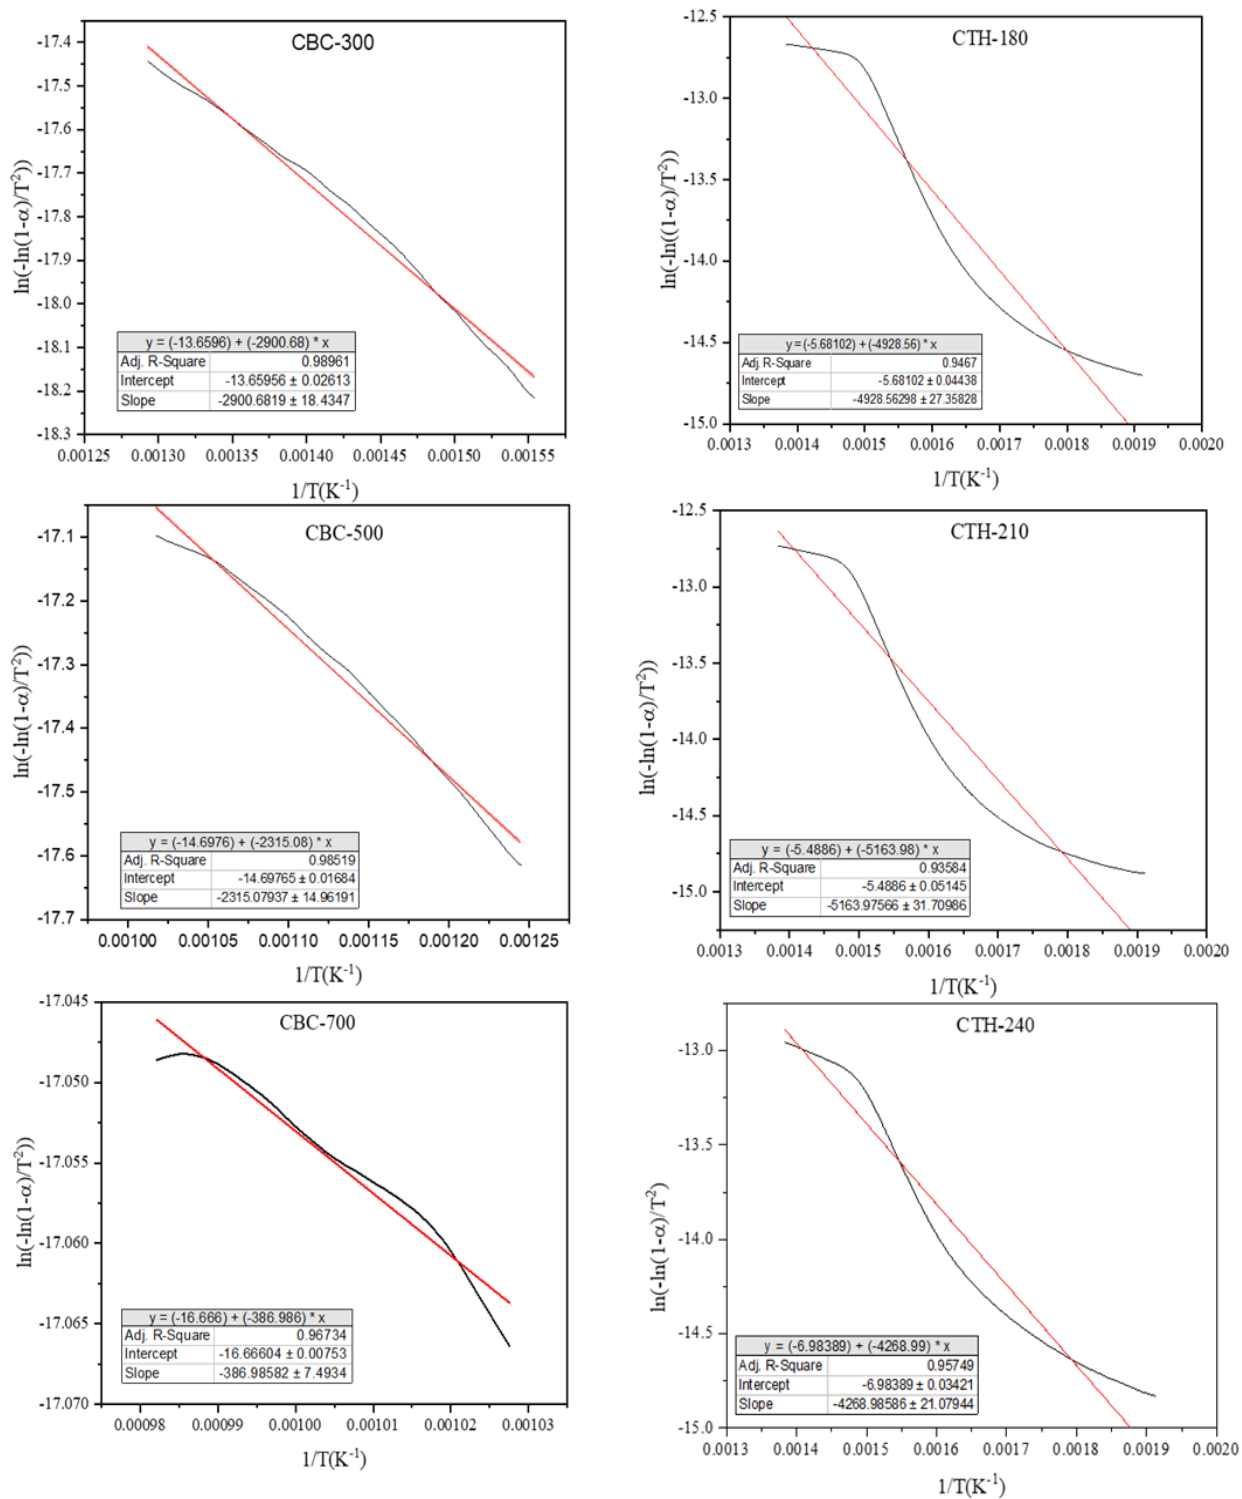 CBC-300
ln(-ln(1-α)/T²))
-17.4
-17.5
-17.6
-17.7
-17.8
-17.9
-18.0
-18.1
-18.2
-18.3
y = (-13.6596) + (-2900.68) * x
Adj. R-Square 0.98961
Intercept -13.65956 ± 0.02613
Slope -2900.6819 ± 18.4347
0.00125 0.00130 0.00135 0.00140 0.00145 0.00150 0.00155
1/T(K⁻¹)
CTH-180
ln(-ln((1-α)/T²))
-12.5
-13.0
-13.5
-14.0
-14.5
-15.0
y = (-5.68102) + (-4928.56) * x
Adj. R-Square 0.9467
Intercept -5.68102 ± 0.04438
Slope -4928.56298 ± 27.35828
0.0013 0.0014 0.0015 0.0016 0.0017 0.0018 0.0019 0.0020
1/T(K⁻¹)
CBC-500
ln(-ln(1-α)/T²))
-17.1
-17.2
-17.3
-17.4
-17.5
-17.6
-17.7
y = (-14.6976) + (-2315.08) * x
Adj. R-Square 0.98519
Intercept -14.69765 ± 0.01684
Slope -2315.07937 ± 14.96191
0.00100 0.00105 0.00110 0.00115 0.00120 0.00125
1/T(K⁻¹)
CTH-210
ln(-ln(1-α)/T²))
-12.5
-13.0
-13.5
-14.0
-14.5
-15.0
y = (-5.4886) + (-5163.98) * x
Adj. R-Square 0.93584
Intercept -5.4886 ± 0.05145
Slope -5163.97566 ± 31.70986
0.0013 0.0014 0.0015 0.0016 0.0017 0.0018 0.0019 0.0020
1/T(K⁻¹)
CBC-700
ln(-ln(1-α)/T²))
-17.045
-17.050
-17.055
-17.060
-17.065
-17.070
y = (-16.666) + (-386.986) * x
Adj. R-Square 0.96734
Intercept -16.66604 ± 0.00753
Slope -386.98582 ± 7.4934
0.00098 0.00099 0.00100 0.00101 0.00102 0.00103
1/T(K⁻¹)
CTH-240
ln(-ln(1-α)/T²)
-13.0
-13.5
-14.0
-14.5
-15.0
y = (-6.98389) + (-4268.99) * x
Adj. R-Square 0.95749
Intercept -6.98389 ± 0.03421
Slope -4268.98586 ± 21.07944
0.0013 0.0014 0.0015 0.0016 0.0017 0.0018 0.0019 0.0020
1/T(K⁻¹)